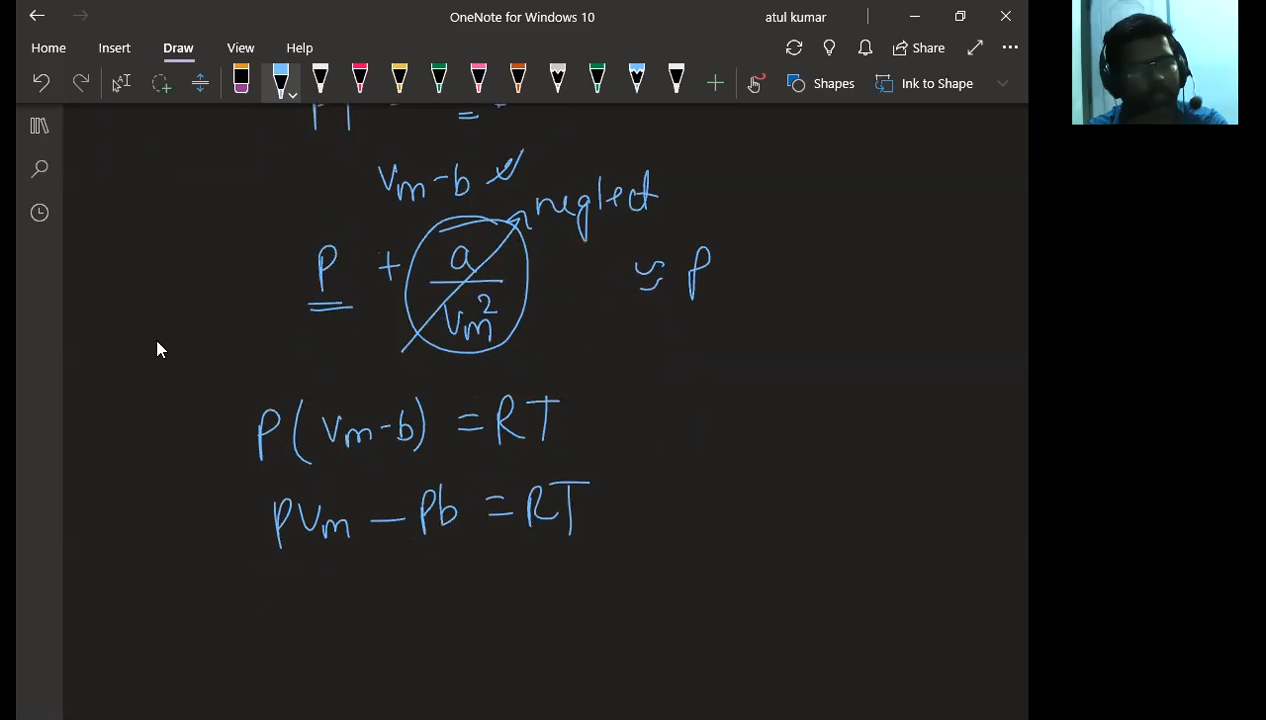 OneNote for Windows 10
atul kumar
Home Insert Draw View Help
Share
Shapes
Ink to Shape
Vm-b
neglect
P + a/Vm² ≈ P
P(Vm-b) = RT
PVm - Pb = RT